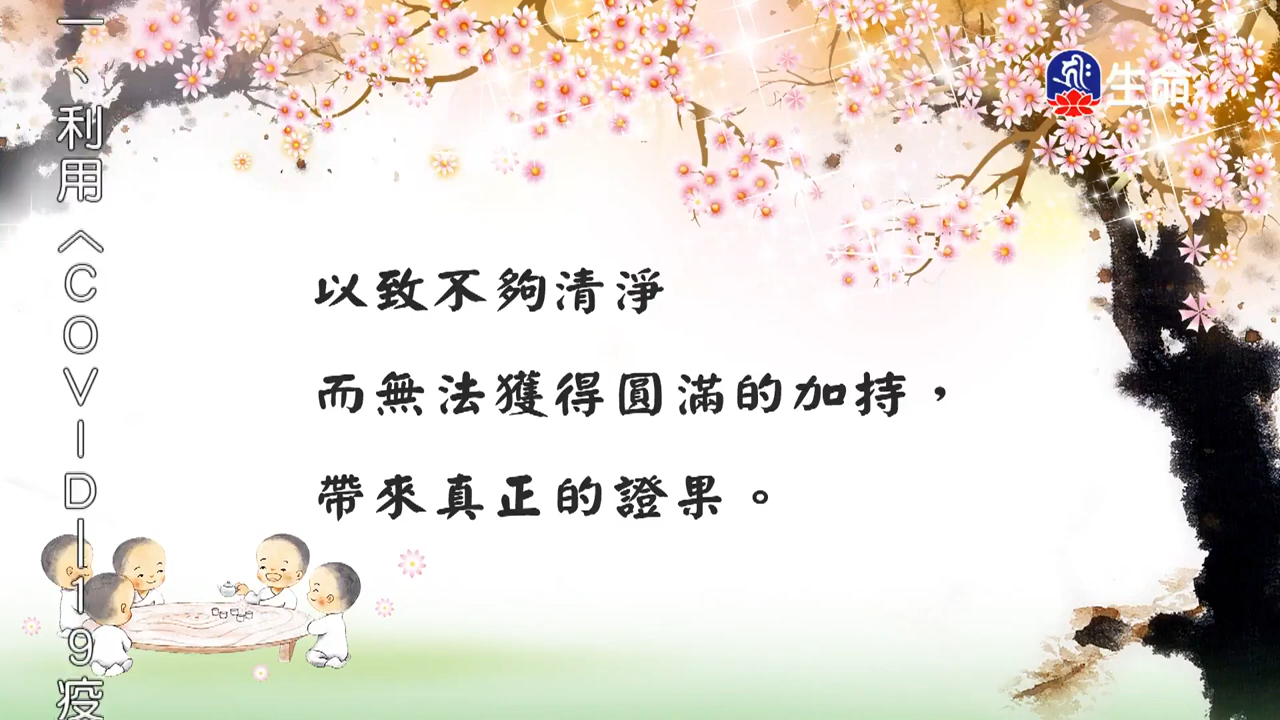 以致不夠清淨
而無法獲得圓滿的加持，
帶來真正的證果。
一、利用〈COVID-19疫
生命